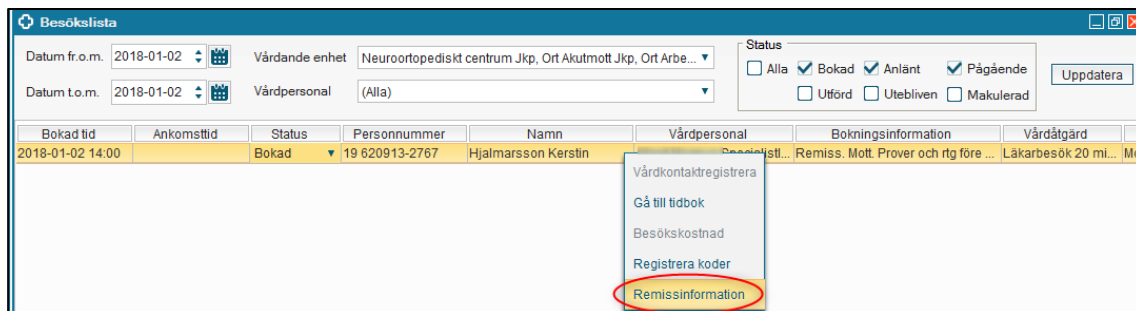 Besökslista
Datum fr.o.m. 2018-01-02 Vårdande enhet Neuroortopediskt centrum Jkp, Ort Akutmott Jkp, Ort Arbe...
Status
Alla Bokad Anlänt Pågående
Uppdatera
Datum t.o.m. 2018-01-02 Vårdpersonal (Alla)
Utförd Utebliven Makulerad
Bokad tid Ankomsttid Status Personnummer Namn Vårdpersonal Bokningsinformation Vårdåtgärd
2018-01-02 14:00 Bokad 19 620913-2767 Hjalmarsson Kerstin Specialistl... Remiss. Mott. Prover och rtg före ... Läkarbesök 20 mi...
Vårdkontaktregistrera
Gå till tidbok
Besökskostnad
Registrera koder
Remissinformation